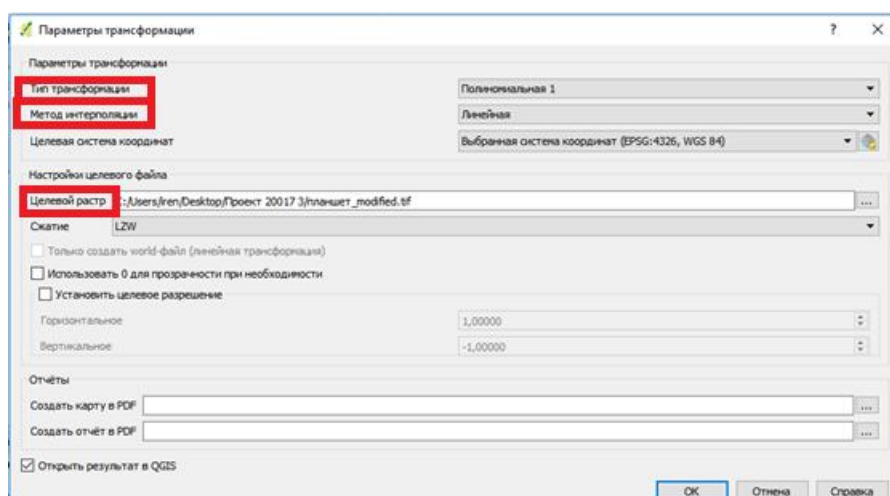 Параметры трансформации
Параметры трансформации
Тип трансформации Полиномиальная 1
Метод интерполяции Линейная
Целевая система координат Выбранная система координат (EPSG:4326, WGS 84)
Настройки целевого файла
Целевой растр C:/Users/iren/Desktop/Проект 20017 3/планшет_modified.tif
Сжатие LZW
Только создать world-файл (линейная трансформация)
Использовать 0 для прозрачности при необходимости
Установить целевое разрешение
Горизонтальное 1,00000
Вертикальное -1,00000
Отчёты
Создать карту в PDF ...
Создать отчёт в PDF ...
Открыть результат в QGIS
OK Отмена Справка